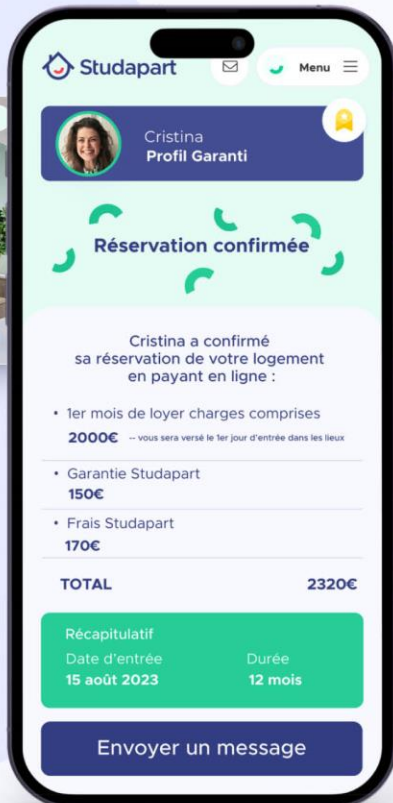 Studapart
Menu
Cristina
Profil Garanti
Réservation confirmée
Cristina a confirmé
sa réservation de votre logement
en payant en ligne :
• 1er mois de loyer charges comprises
2000€ -- vous sera versé le 1er jour d'entrée dans les lieux
• Garantie Studapart
150€
• Frais Studapart
170€
TOTAL 2320€
Récapitulatif
Date d'entrée Durée
15 août 2023 12 mois
Envoyer un message